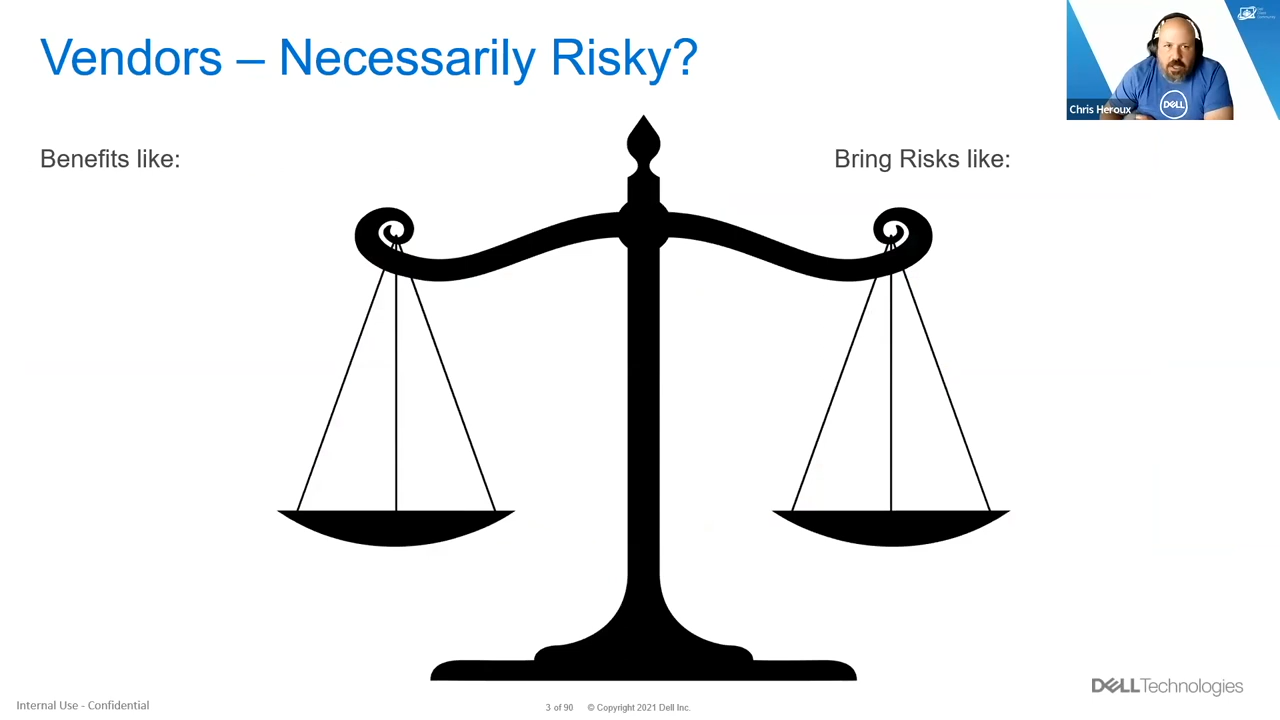 Vendors – Necessarily Risky?
Chris Heroux
DELL
Benefits like:
Bring Risks like:
DELLTechnologies
Internal Use - Confidential
3 of 90
© Copyright 2021 Dell Inc.